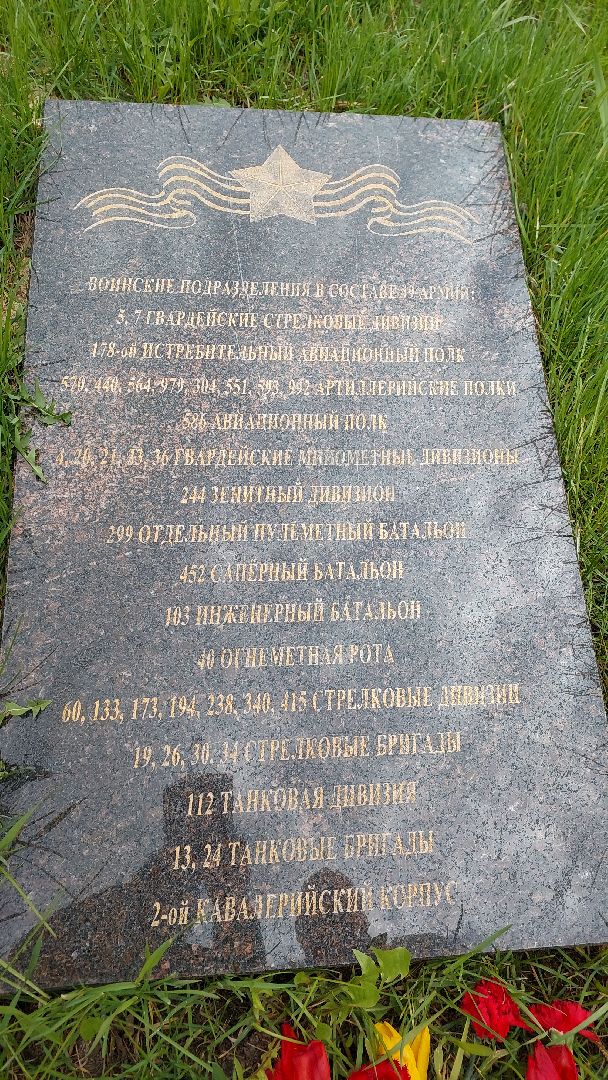 ВОИНСКИЕ ПОДРАЗДЕЛЕНИЯ В СОСТАВЕ 49 АРМИИ:
5, 7 ГВАРДЕЙСКИЕ СТРЕЛКОВЫЕ ДИВИЗИИ
178-ой ИСТРЕБИТЕЛЬНЫЙ АВИАЦИОННЫЙ ПОЛК
570, 440, 564, 979, 304, 551, 593, 992 АРТИЛЛЕРИЙСКИЕ ПОЛКИ
586 АВИАЦИОННЫЙ ПОЛК
4, 20, 21, 33, 36 ГВАРДЕЙСКИЕ МИНОМЕТНЫЕ ДИВИЗИОНЫ
244 ЗЕНИТНЫЙ ДИВИЗИОН
299 ОТДЕЛЬНЫЙ ПУЛЕМЕТНЫЙ БАТАЛЬОН
452 САПЕРНЫЙ БАТАЛЬОН
103 ИНЖЕНЕРНЫЙ БАТАЛЬОН
40 ОГНЕМЕТНАЯ РОТА
60, 133, 173, 194, 238, 340, 415 СТРЕЛКОВЫЕ ДИВИЗИИ
19, 26, 30, 34 СТРЕЛКОВЫЕ БРИГАДЫ
112 ТАНКОВАЯ ДИВИЗИЯ
13, 24 ТАНКОВЫЕ БРИГАДЫ
2-ой КАВАЛЕРИЙСКИЙ КОРПУС